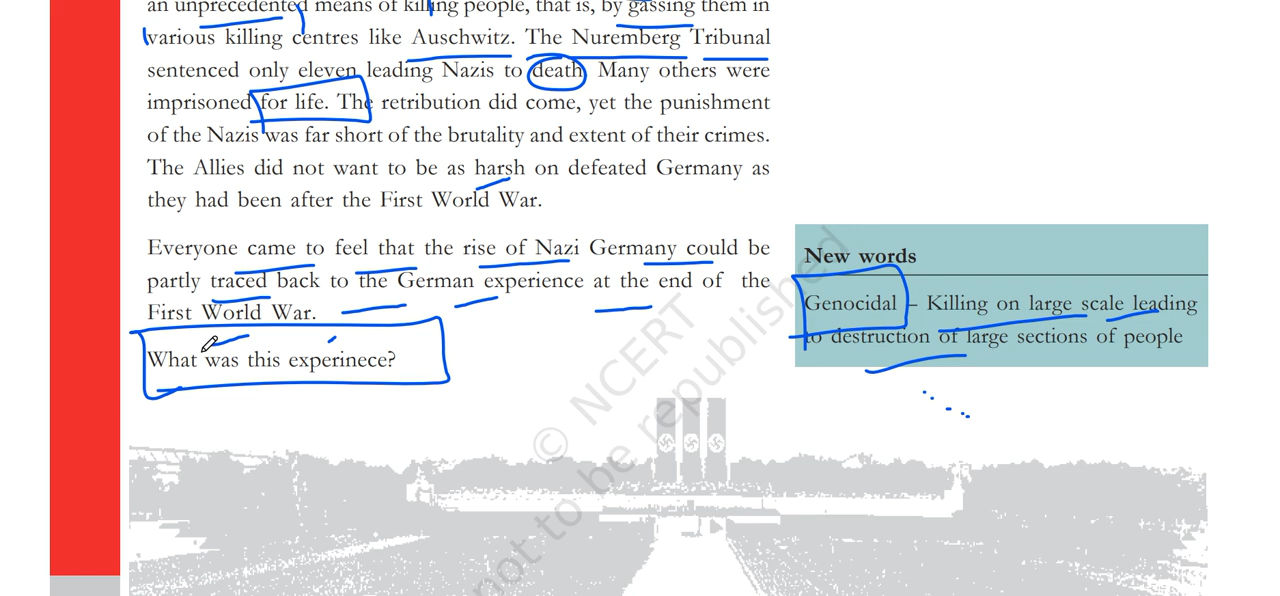 an unprecedented means of killing people, that is, by gassing them in
various killing centres like Auschwitz. The Nuremberg Tribunal
sentenced only eleven leading Nazis to death. Many others were
imprisoned for life. The retribution did come, yet the punishment
of the Nazis was far short of the brutality and extent of their crimes.
The Allies did not want to be as harsh on defeated Germany as
they had been after the First World War.
Everyone came to feel that the rise of Nazi Germany could be
partly traced back to the German experience at the end of the
First World War.
What was this experinece?
New words
Genocidal – Killing on large scale leading
to destruction of large sections of people
© NCERT
not to be republished